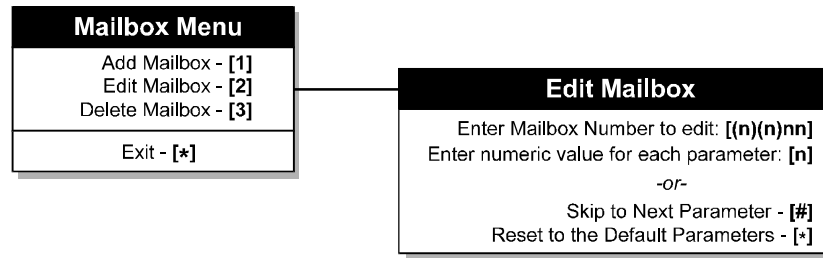 Mailbox Menu
Add Mailbox - [1]
Edit Mailbox - [2]
Delete Mailbox - [3]
Exit - [*]
Edit Mailbox
Enter Mailbox Number to edit: [(n)(n)nn]
Enter numeric value for each parameter: [n]
-or-
Skip to Next Parameter - [#]
Reset to the Default Parameters - [*]